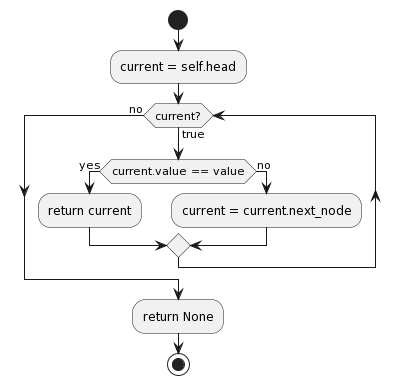 current = self.head
no
current?
true
yes
current.value == value
no
return current
current = current.next_node
return None